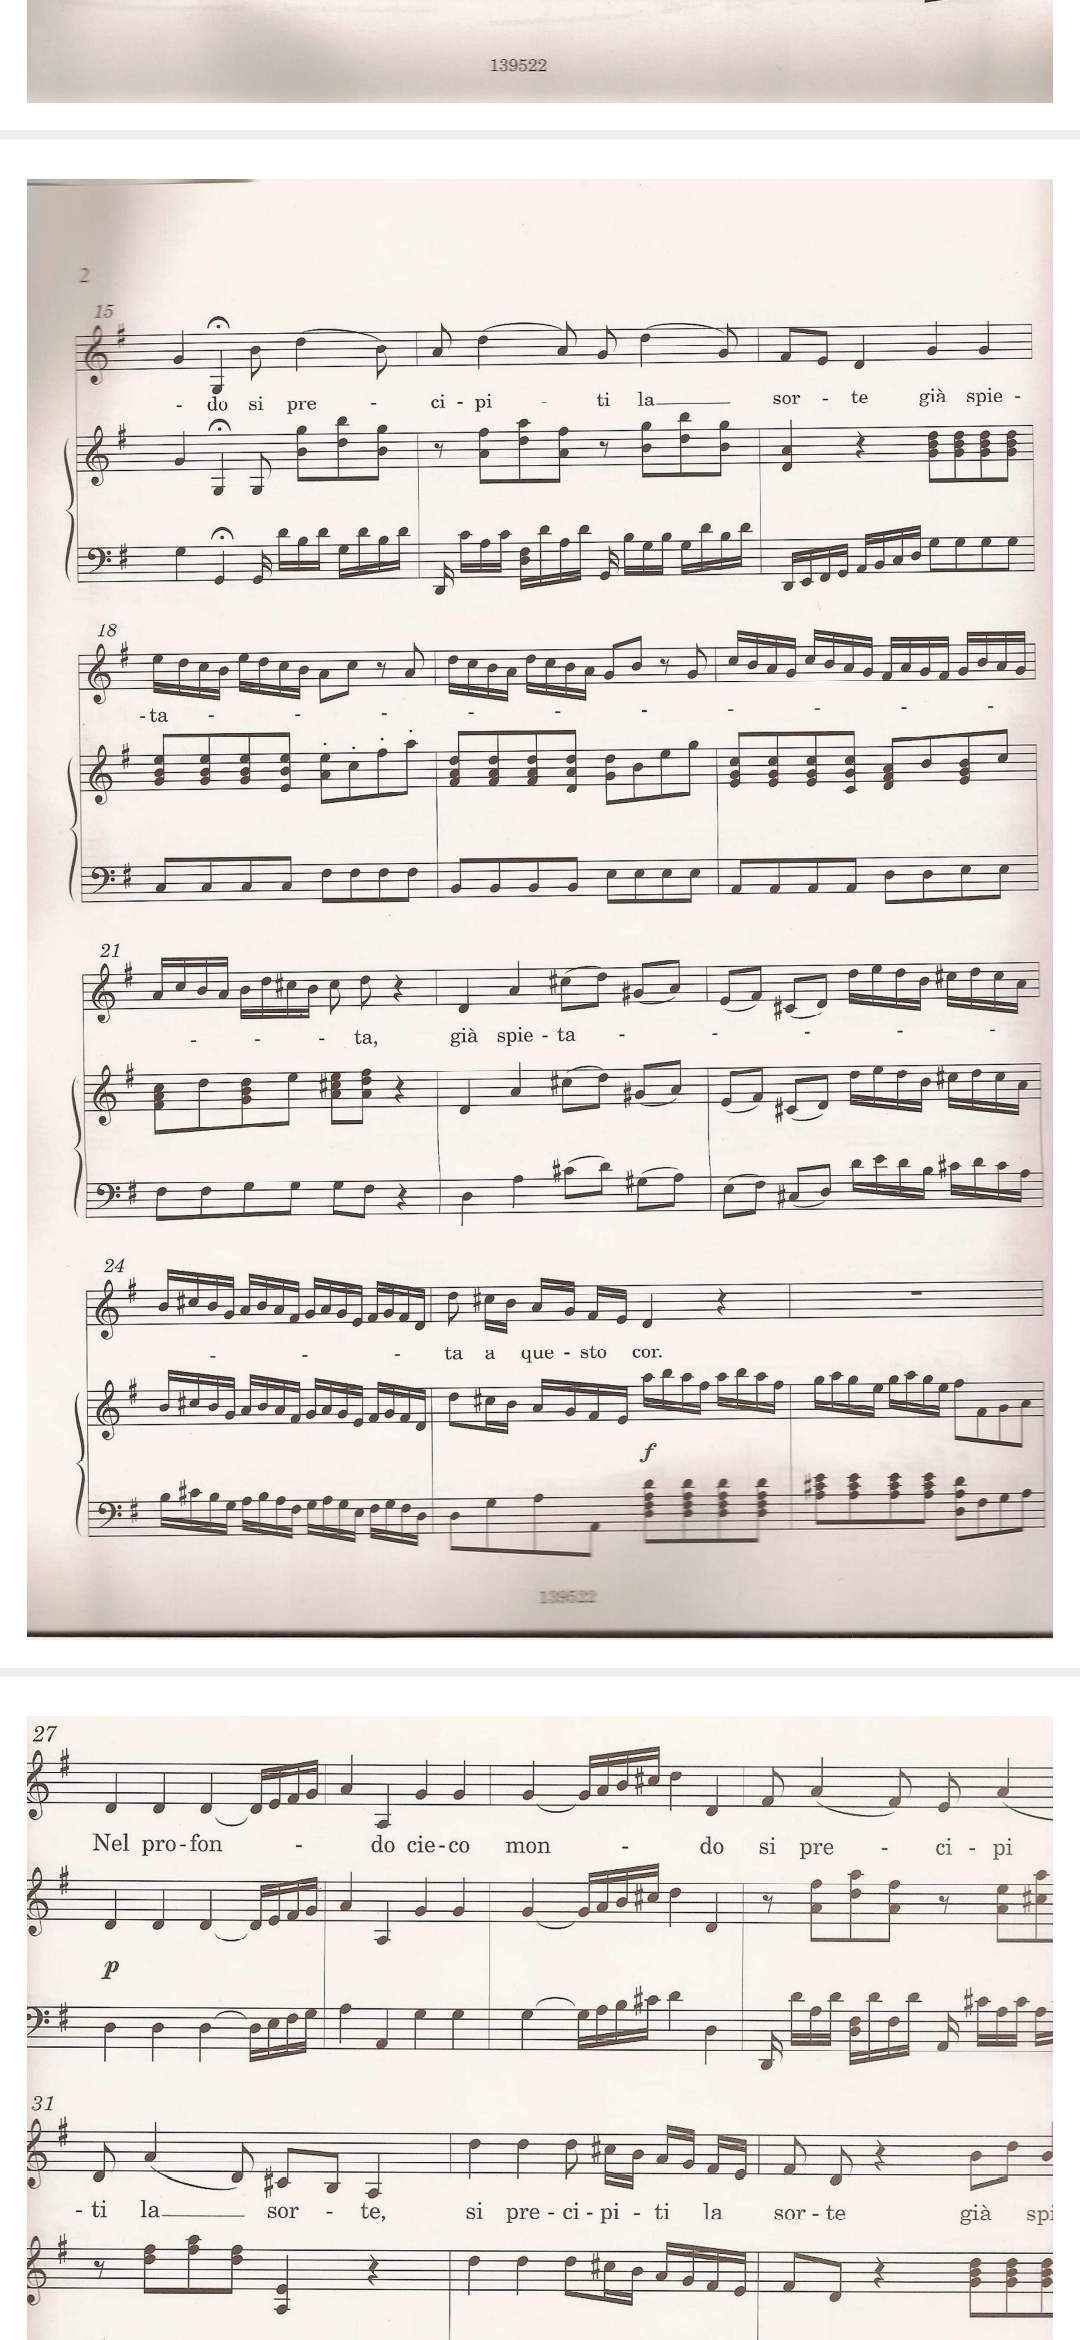 139522
2
15
- do si pre - ci - pi - ti la sor - te già spie -
18
- ta - - - - - - - - - -
21
- - - ta, già spie - ta - - - - -
24
- - - ta a que - sto cor.
f
139522
27
Nel pro - fon - do cie - co mon - do si pre - ci - pi
p
31
- ti la sor - te, si pre - ci - pi - ti la sor - te già spi